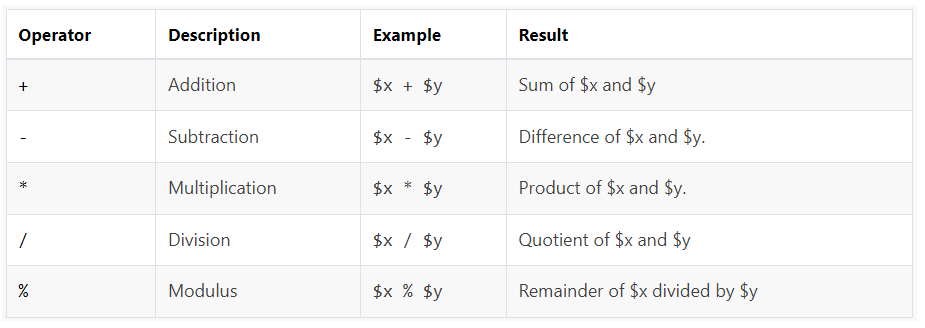 Operator Description Example Result
+ Addition $x + $y Sum of $x and $y
- Subtraction $x - $y Difference of $x and $y.
* Multiplication $x * $y Product of $x and $y.
/ Division $x / $y Quotient of $x and $y
% Modulus $x % $y Remainder of $x divided by $y